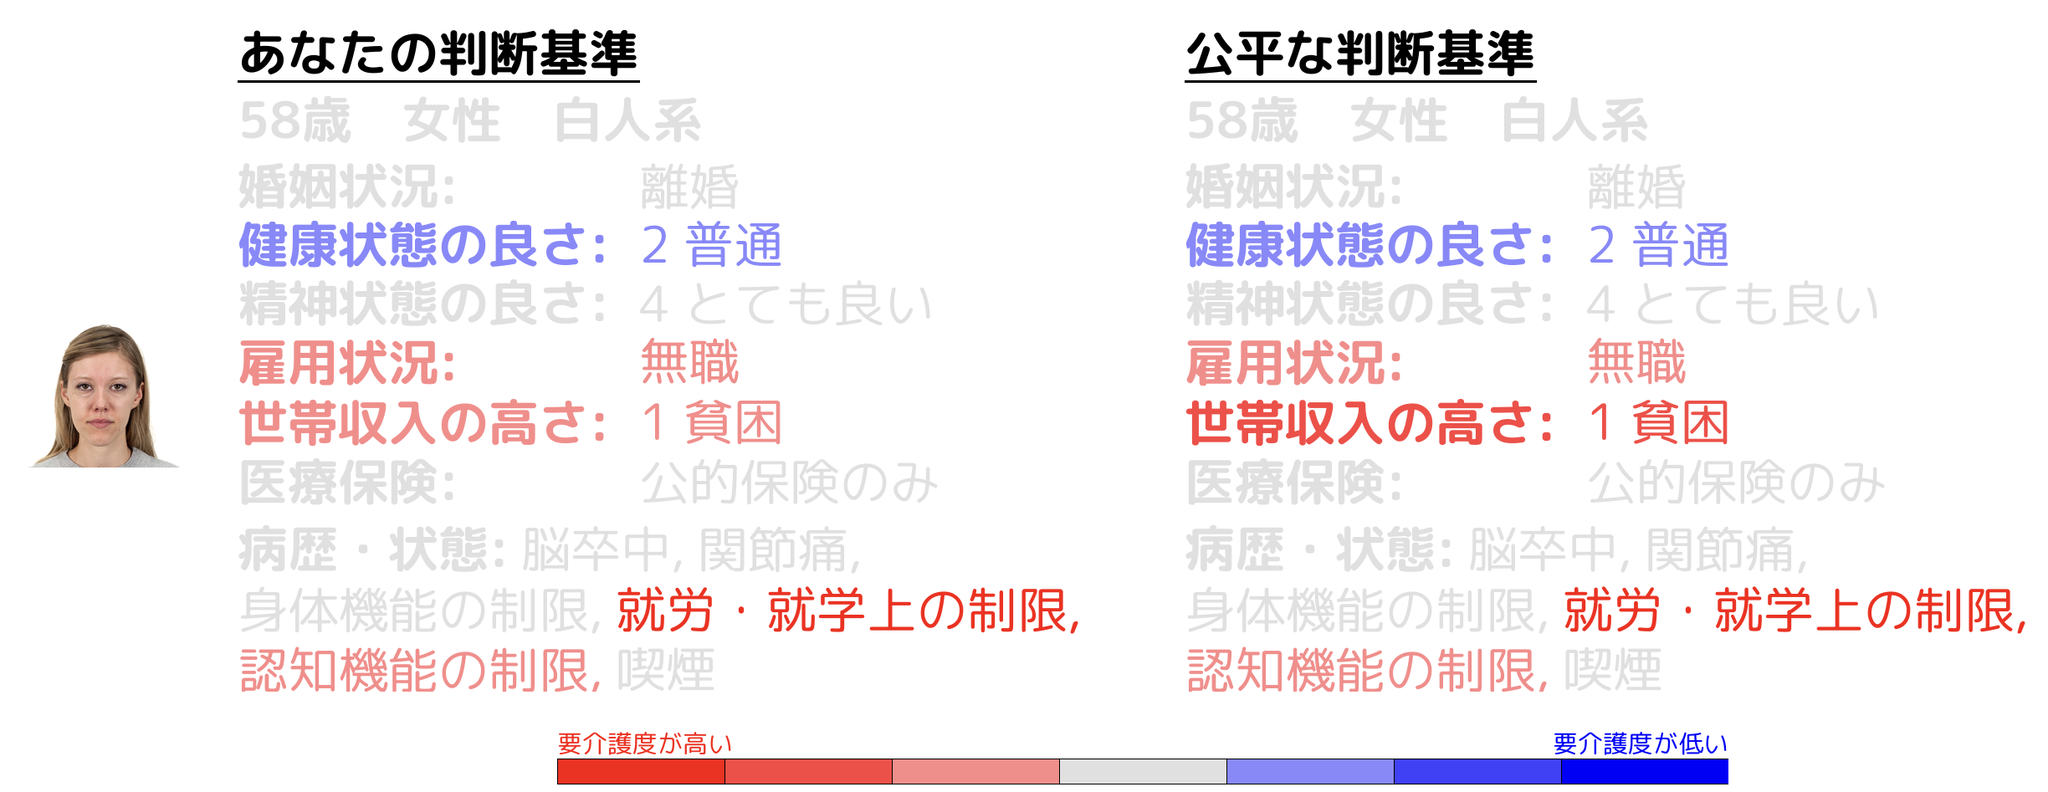 あなたの判断基準
58歳　女性　白人系
婚姻状況: 離婚
健康状態の良さ: 2 普通
精神状態の良さ: 4 とても良い
雇用状況: 無職
世帯収入の高さ: 1 貧困
医療保険: 公的保険のみ
病歴・状態: 脳卒中, 関節痛,
身体機能の制限, 就労・就学上の制限,
認知機能の制限, 喫煙
公平な判断基準
58歳　女性　白人系
婚姻状況: 離婚
健康状態の良さ: 2 普通
精神状態の良さ: 4 とても良い
雇用状況: 無職
世帯収入の高さ: 1 貧困
医療保険: 公的保険のみ
病歴・状態: 脳卒中, 関節痛,
身体機能の制限, 就労・就学上の制限,
認知機能の制限, 喫煙
要介護度が高い
要介護度が低い